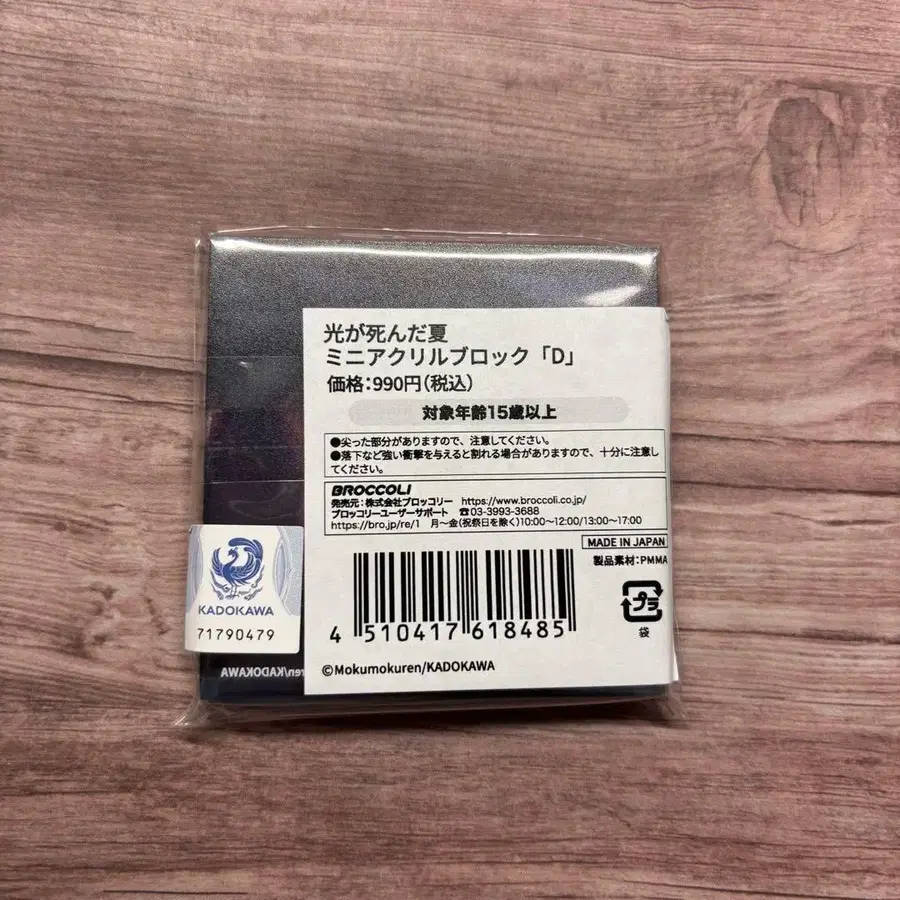 光が死んだ夏
ミニアクリルブロック「D」
価格：990円（税込）
対象年齢15歳以上
●尖った部分がありますので、注意してください。
●落下など強い衝撃を与えると割れる場合がありますので、十分に注意し
てください。
BROCCOLI
発売元：株式会社ブロッコリー https://www.broccoli.co.jp/
ブロッコリーユーザーサポート ☎03-3993-3688
https://bro.jp/re/1 月〜金（祝祭日を除く）10:00〜12:00/13:00〜17:00
MADE IN JAPAN
製品素材：PMMA
プラ
袋
4 510417 618485
©Mokumokuren/KADOKAWA
KADOKAWA
71790479
ren/KADOKAWA